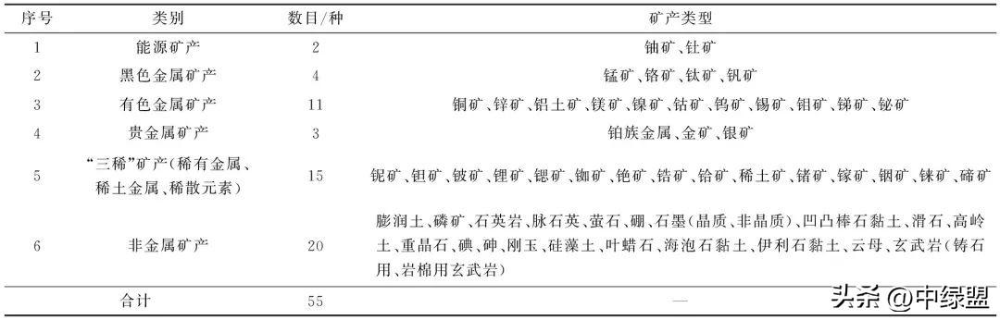 序号 类别 数目/种 矿产类型
1 能源矿产 2 铀矿、钍矿
2 黑色金属矿产 4 锰矿、铬矿、钛矿、钒矿
3 有色金属矿产 11 铜矿、锌矿、铝土矿、镁矿、镍矿、钴矿、钨矿、锡矿、钼矿、锑矿、铋矿
4 贵金属矿产 3 铂族金属、金矿、银矿
5 “三稀”矿产(稀有金属、
稀土金属、稀散元素) 15 铌矿、钽矿、铍矿、锂矿、锶矿、铷矿、铯矿、锆矿、铪矿、稀土矿、锗矿、镓矿、铟矿、铼矿、碲矿
6 非金属矿产 20 膨润土、磷矿、石英岩、脉石英、萤石、硼、石墨(晶质、非晶质)、凹凸棒石黏土、滑石、高岭
土、重晶石、碘、砷、刚玉、硅藻土、叶蜡石、海泡石黏土、伊利石黏土、云母、玄武岩(铸石
用、岩棉用玄武岩)
合计 55 —
头条 @中绿盟